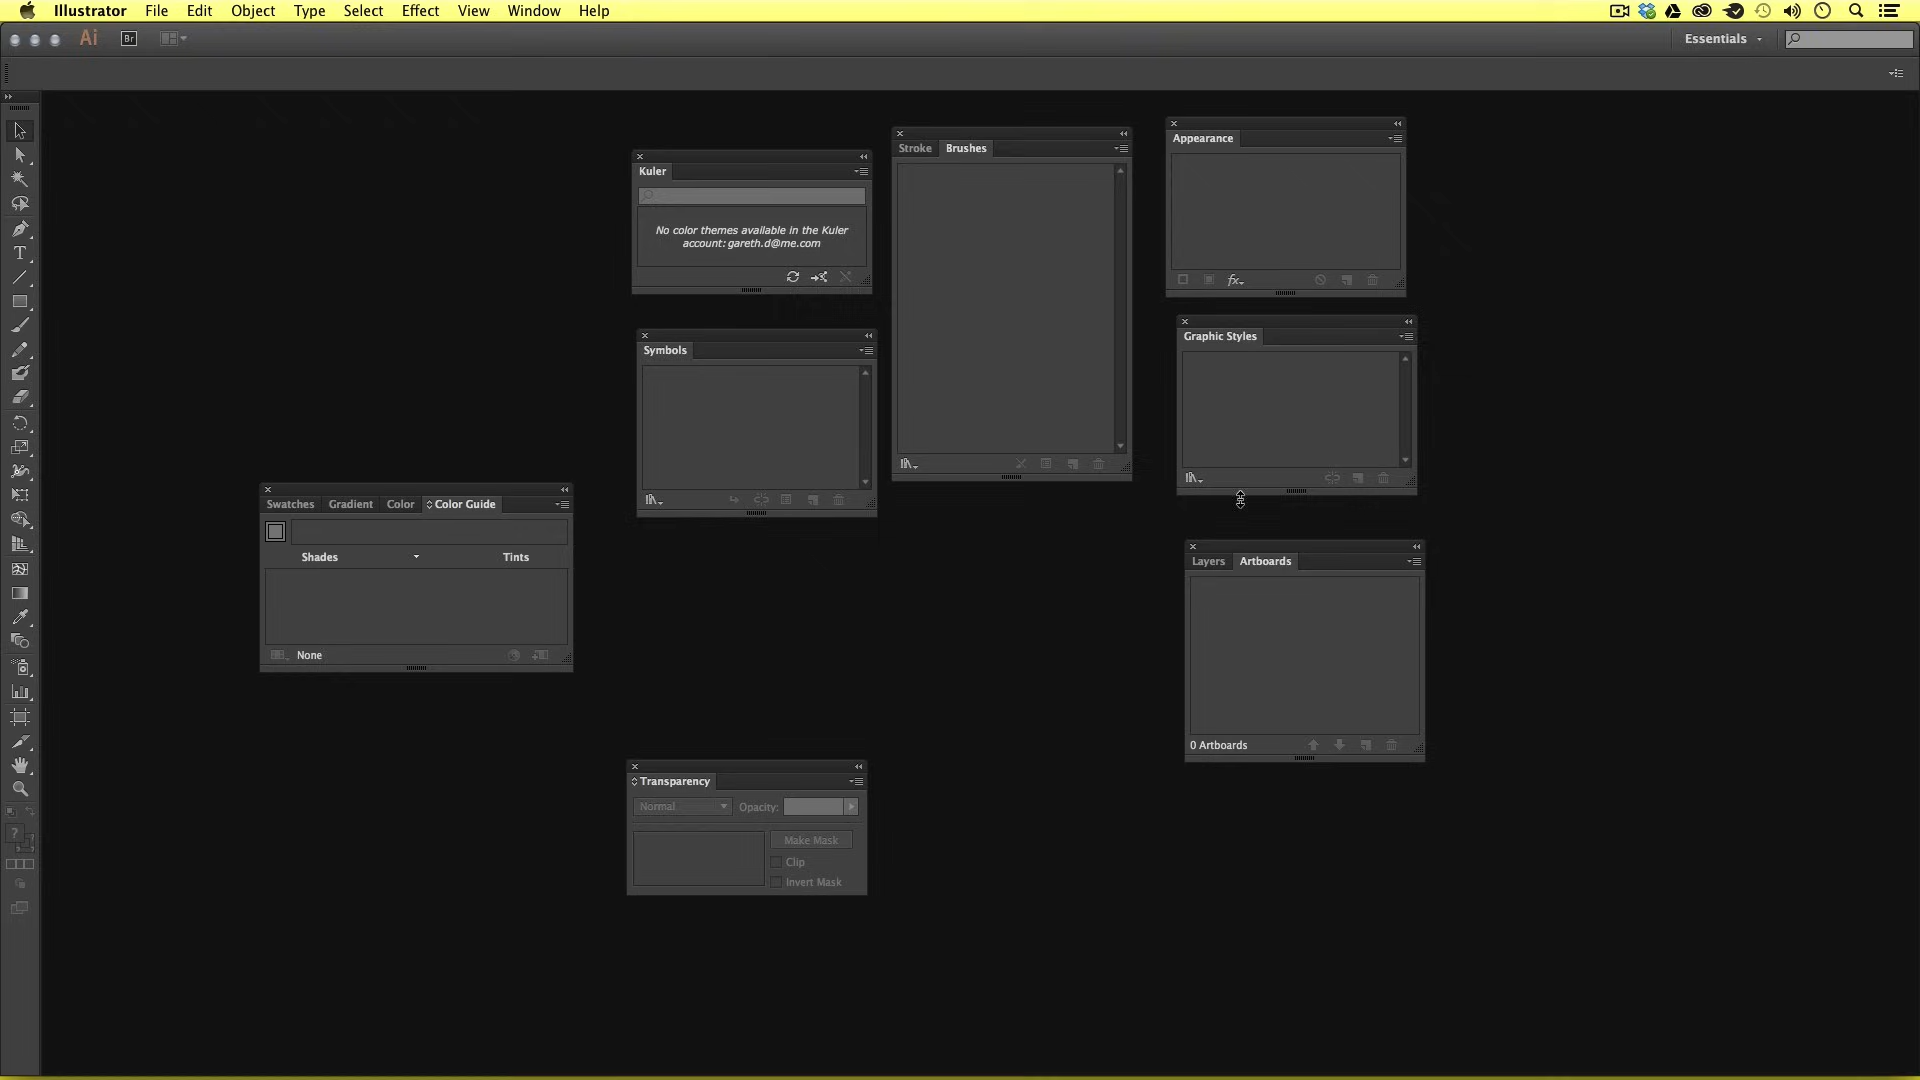 Illustrator File Edit Object Type Select Effect View Window Help
Ai Br Essentials
Appearance
Stroke Brushes
Kuler
No color themes available in the Kuler
account: gareth.d@me.com
fx
Graphic Styles
Symbols
Swatches Gradient Color Color Guide
Shades Tints
None
Layers Artboards
0 Artboards
Transparency
Normal Opacity:
Make Mask
Clip
Invert Mask
T
?
?